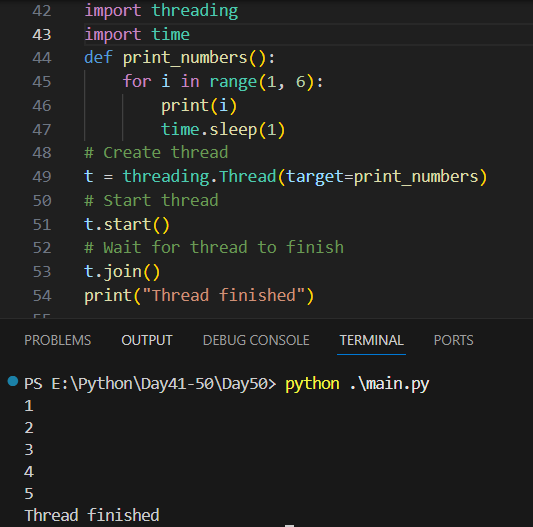 42 import threading
43 import time
44 def print_numbers():
45     for i in range(1, 6):
46         print(i)
47         time.sleep(1)
48 # Create thread
49 t = threading.Thread(target=print_numbers)
50 # Start thread
51 t.start()
52 # Wait for thread to finish
53 t.join()
54 print("Thread finished")
55
PROBLEMS OUTPUT DEBUG CONSOLE TERMINAL PORTS
PS E:\Python\Day41-50\Day50> python .\main.py
1
2
3
4
5
Thread finished